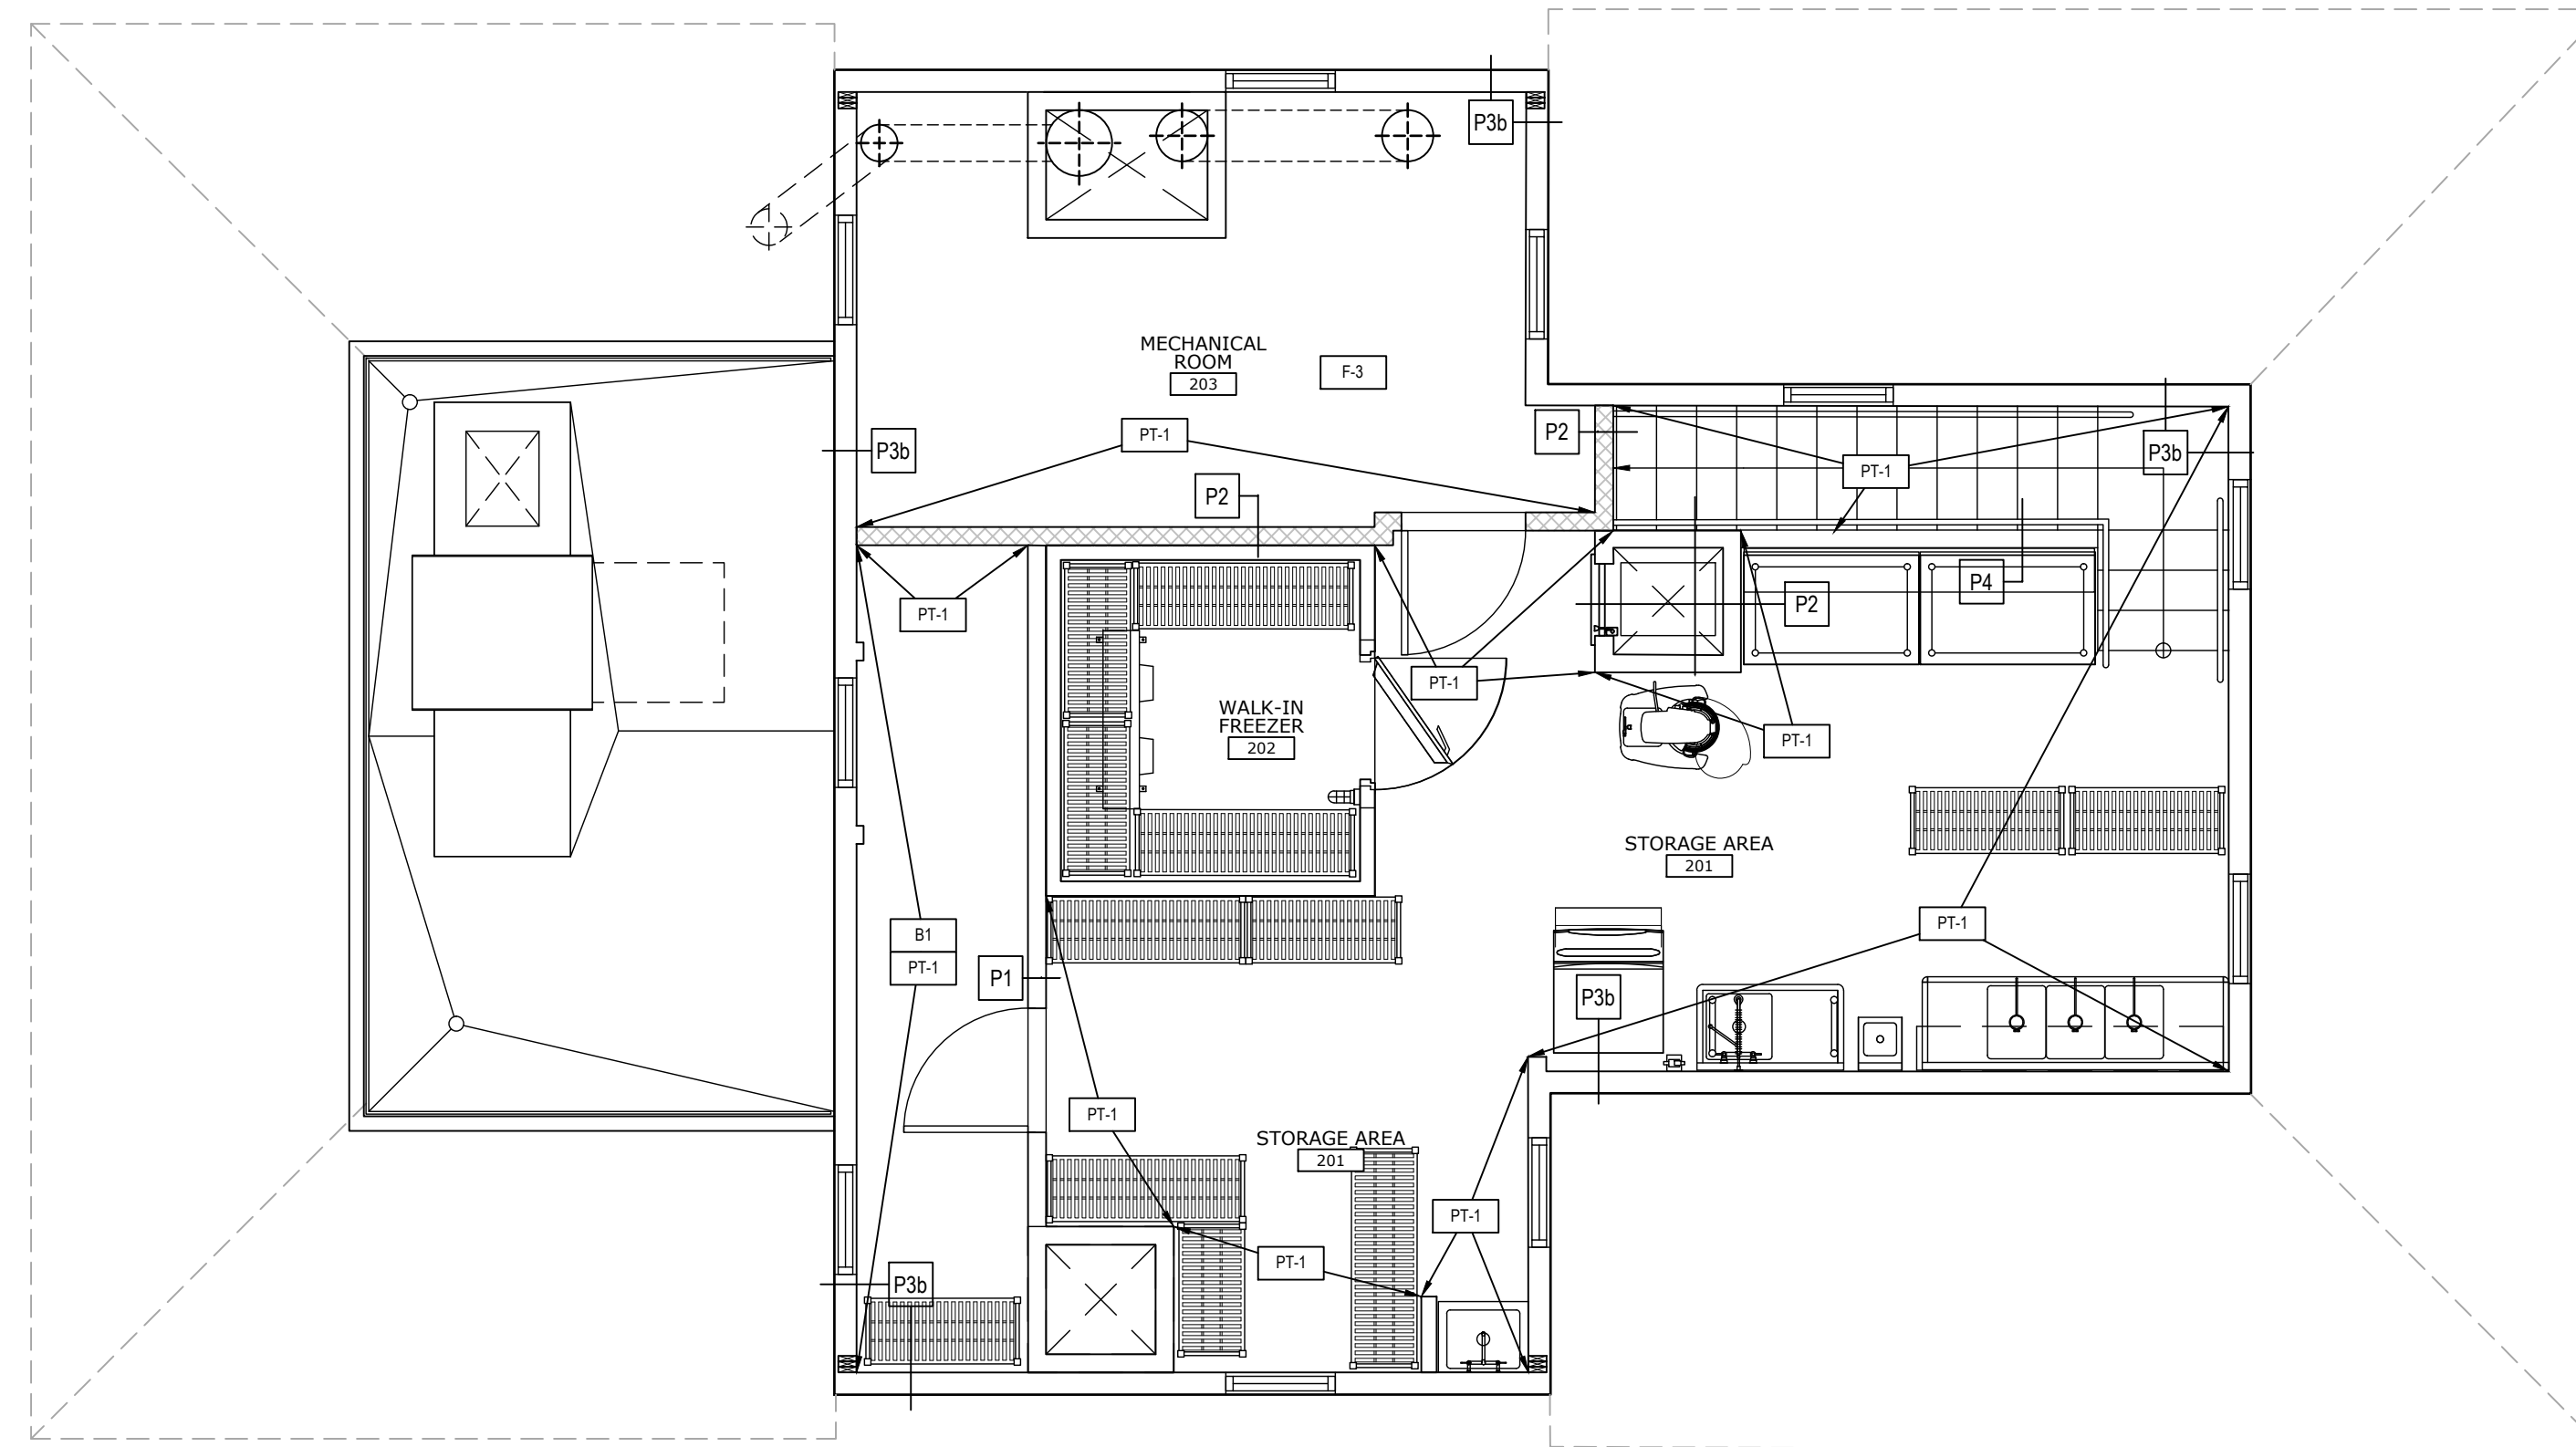 P3b
MECHANICAL
ROOM
203
F-3
P3b
PT-1
P2
P2
PT-1
P3b
PT-1
P2
P4
PT-1
WALK-IN
FREEZER
202
PT-1
STORAGE AREA
201
B1
PT-1
P1
PT-1
P3b
PT-1
STORAGE AREA
201
PT-1
PT-1
P3b